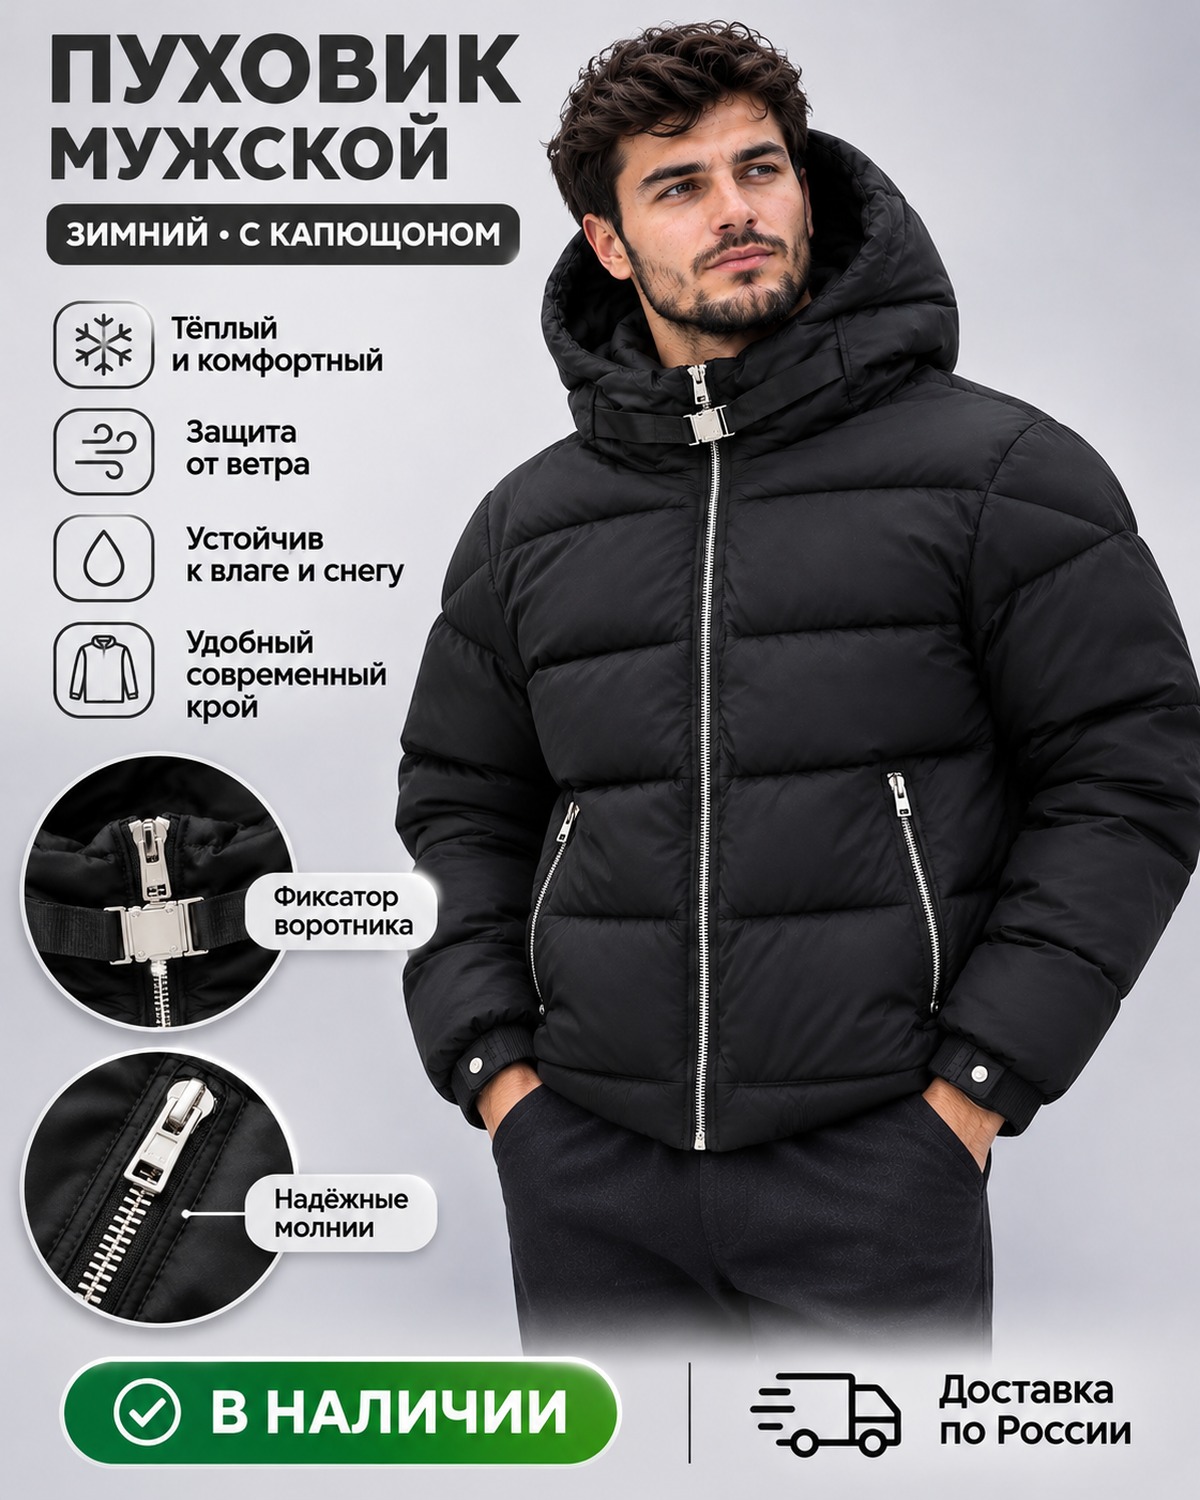 ПУХОВИК
МУЖСКОЙ
ЗИМНИЙ • С КАПЮЩОНОМ
Тёплый
и комфортный
Защита
от ветра
Устойчив
к влаге и снегу
Удобный
современный
крой
Фиксатор
воротника
Надёжные
молнии
В НАЛИЧИИ
Доставка
по России